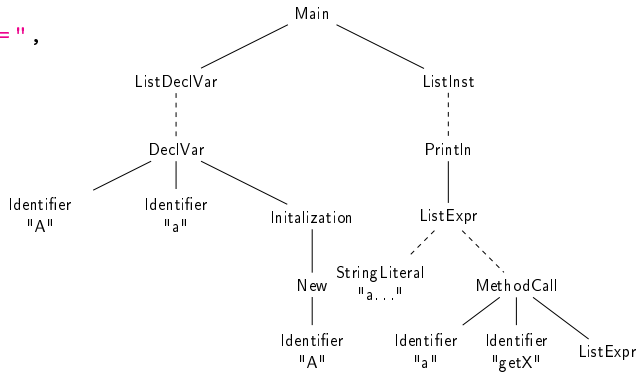 Main
=",
ListDeclVar ListInst
DeclVar Println
Identifier Identifier Initalization ListExpr
"A" "a"
New StringLiteral MethodCall
"a..."
Identifier Identifier Identifier ListExpr
"A" "a" "getX"